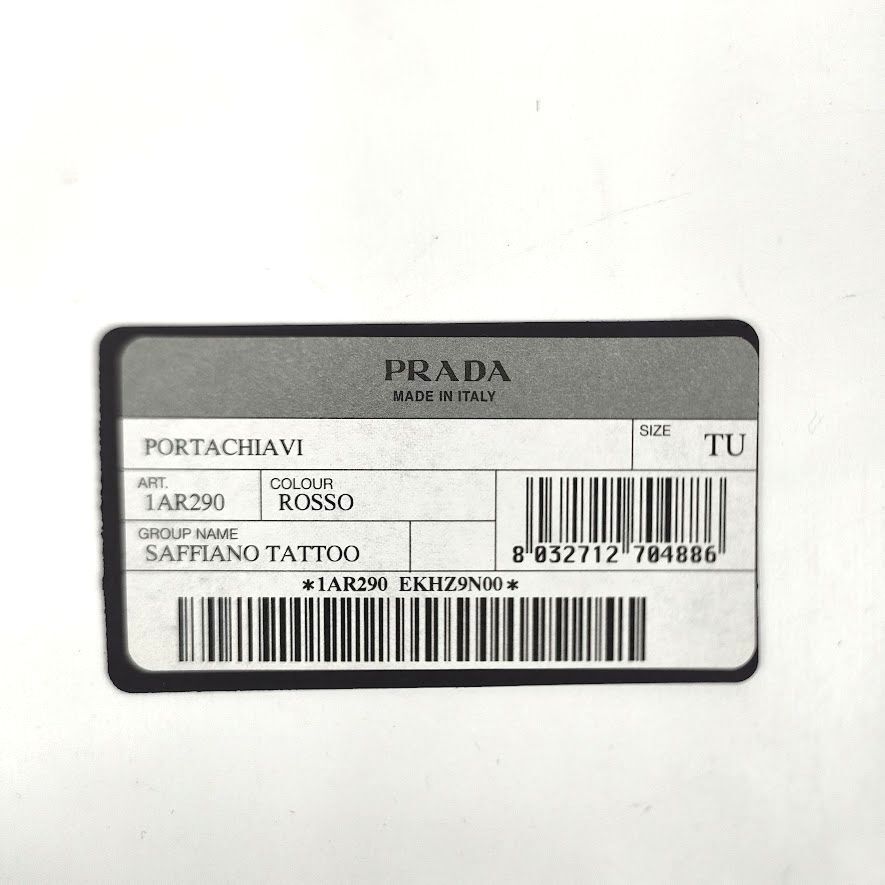 PRADA
MADE IN ITALY
PORTACHIAVI
SIZE
TU
ART.
1AR290
COLOUR
ROSSO
8 032712 704886
GROUP NAME
SAFFIANO TATTOO
*1AR290 EKHZ9N00*